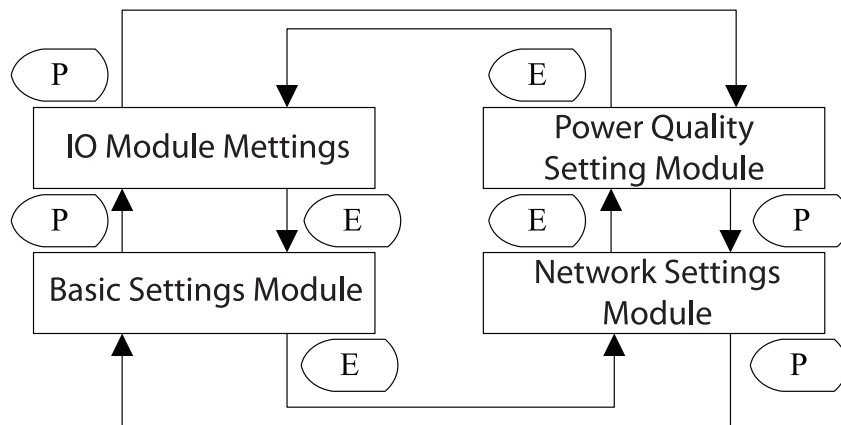 P
E
IO Module Mettings
Power Quality
Setting Module
P
E
E
P
Basic Settings Module
Network Settings
Module
E
P